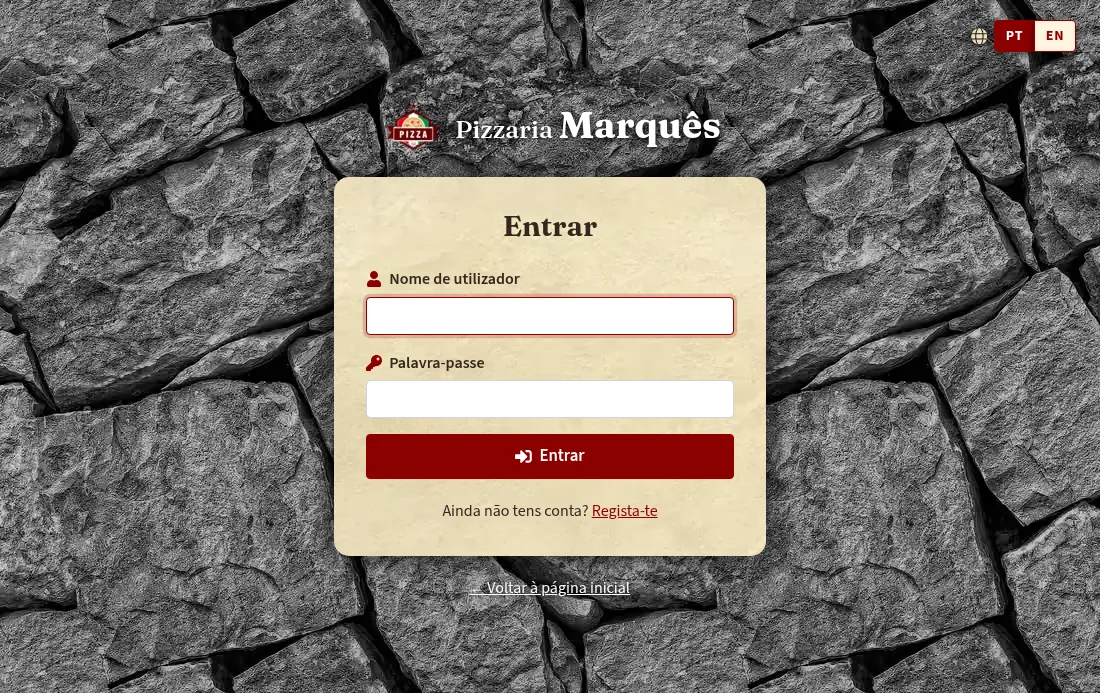 PT EN
PIZZA
Pizzaria Marquês
Entrar
Nome de utilizador
Palavra-passe
Entrar
Ainda não tens conta? Regista-te
← Voltar à página inicial